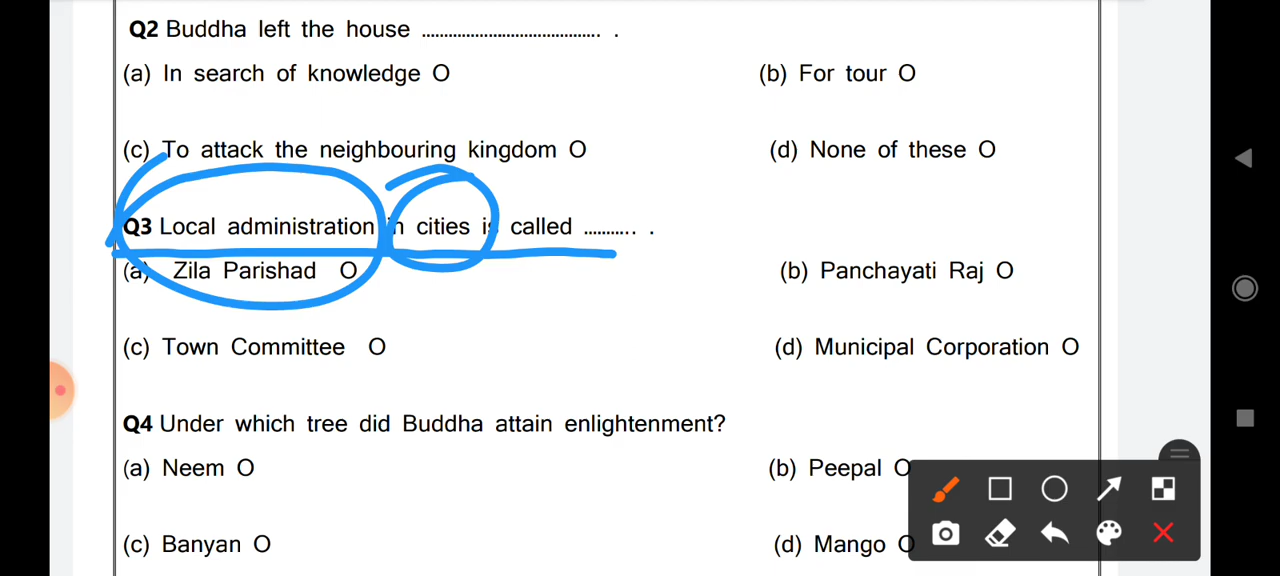 Q2 Buddha left the house ........................................ .
(a) In search of knowledge O (b) For tour O
(c) To attack the neighbouring kingdom O (d) None of these O
Q3 Local administration in cities is called ........... .
(a) Zila Parishad O (b) Panchayati Raj O
(c) Town Committee O (d) Municipal Corporation O
Q4 Under which tree did Buddha attain enlightenment?
(a) Neem O (b) Peepal O
(c) Banyan O (d) Mango O